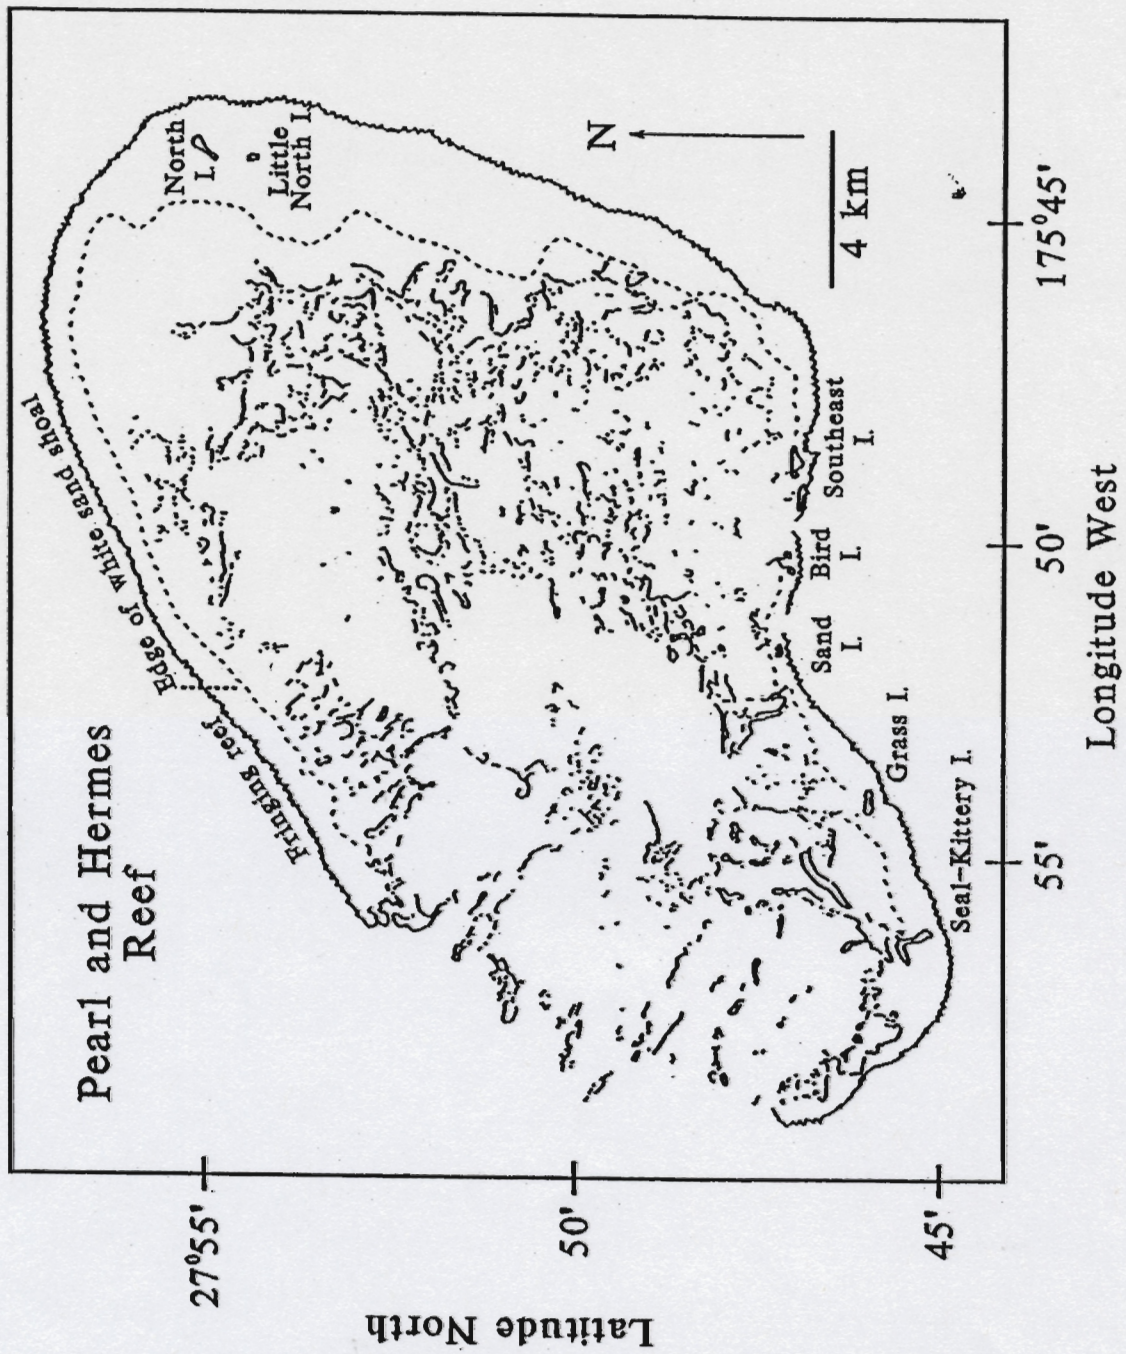 Pearl and Hermes
Reef
North
I.
Little
North I.
Edge of white sand shoal
Fringing reef
N
4 km
Southeast
I.
Bird
I.
Sand
I.
Grass I.
Seal-Kittery I.
27°55'
50'
45'
Latitude North
55'
50'
175°45'
Longitude West